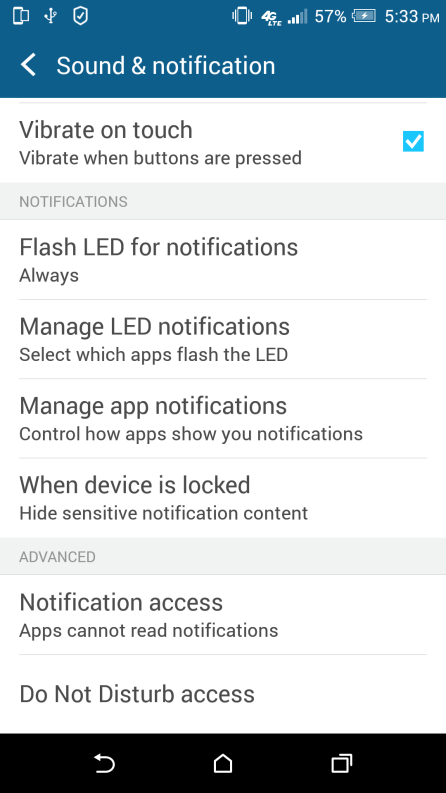 4G LTE 57% 5:33 PM
Sound & notification
Vibrate on touch
Vibrate when buttons are pressed
NOTIFICATIONS
Flash LED for notifications
Always
Manage LED notifications
Select which apps flash the LED
Manage app notifications
Control how apps show you notifications
When device is locked
Hide sensitive notification content
ADVANCED
Notification access
Apps cannot read notifications
Do Not Disturb access